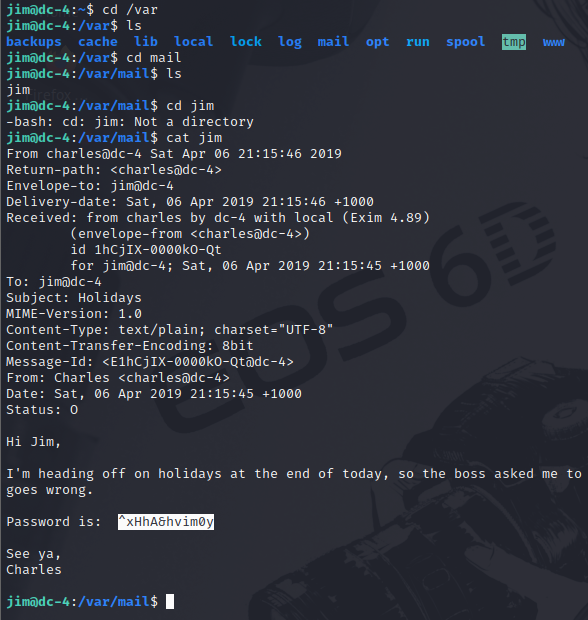 jim@dc-4:~$ cd /var
jim@dc-4:/var$ ls
backups cache lib local lock log mail opt run spool tmp www
jim@dc-4:/var$ cd mail
jim@dc-4:/var/mail$ ls
jim
Firefox
jim@dc-4:/var/mail$ cd jim
-bash: cd: jim: Not a directory
jim@dc-4:/var/mail$ cat jim
From charles@dc-4 Sat Apr 06 21:15:46 2019
Return-path: <charles@dc-4>
Envelope-to: jim@dc-4
Delivery-date: Sat, 06 Apr 2019 21:15:46 +1000
Received: from charles by dc-4 with local (Exim 4.89)
(envelope-from <charles@dc-4>)
id 1hCjIX-0000kO-Qt
for jim@dc-4; Sat, 06 Apr 2019 21:15:45 +1000
To: jim@dc-4
Subject: Holidays
MIME-Version: 1.0
Content-Type: text/plain; charset="UTF-8"
Content-Transfer-Encoding: 8bit
Message-Id: <E1hCjIX-0000kO-Qt@dc-4>
From: Charles <charles@dc-4>
Date: Sat, 06 Apr 2019 21:15:45 +1000
Status: O
EOS 6D
Hi Jim,
I'm heading off on holidays at the end of today, so the boss asked me to
goes wrong.
Password is: ^xHhA&hvim0y
See ya,
Charles
jim@dc-4:/var/mail$